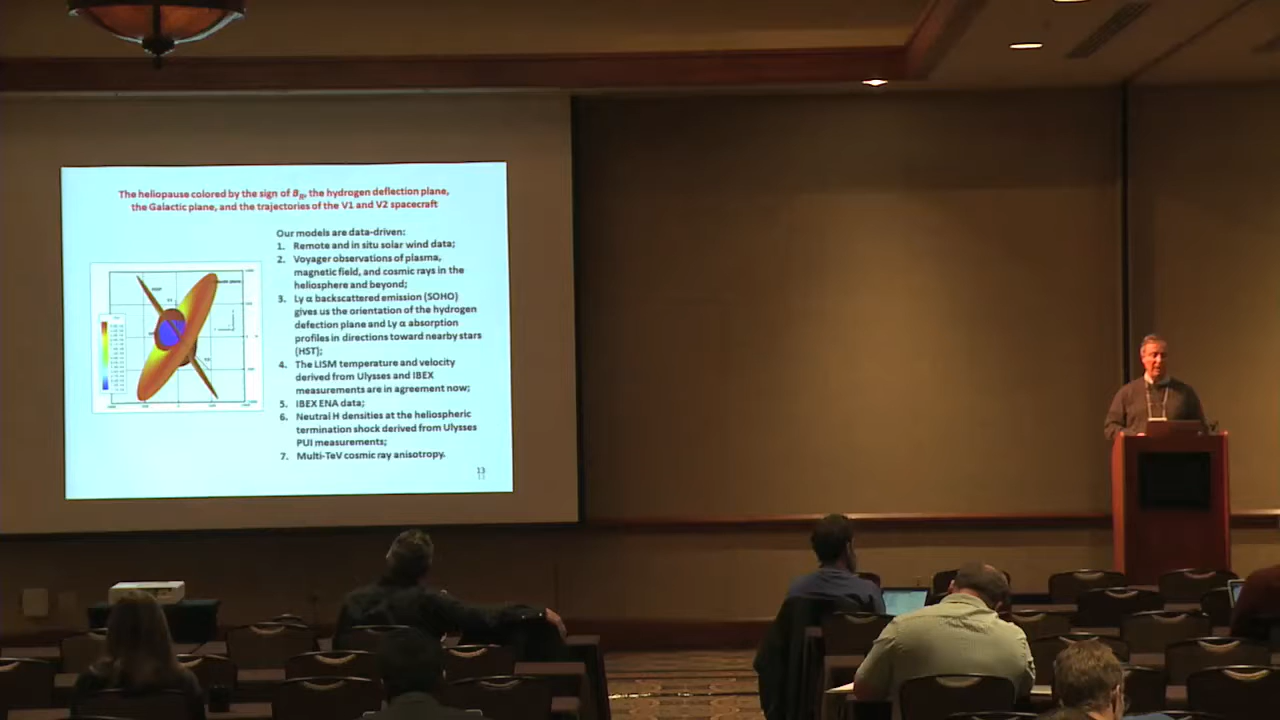 The heliopause colored by the sign of BR, the hydrogen deflection plane,
the Galactic plane, and the trajectories of the V1 and V2 spacecraft
Our models are data-driven:
1. Remote and in situ solar wind data;
2. Voyager observations of plasma,
magnetic field, and cosmic rays in the
heliosphere and beyond;
3. Ly α backscattered emission (SOHO)
gives us the orientation of the hydrogen
defection plane and Ly α absorption
profiles in directions toward nearby stars
(HST);
4. The LISM temperature and velocity
derived from Ulysses and IBEX
measurements are in agreement now;
5. IBEX ENA data;
6. Neutral H densities at the heliospheric
termination shock derived from Ulysses
PUI measurements;
7. Multi-TeV cosmic ray anisotropy.
13
13